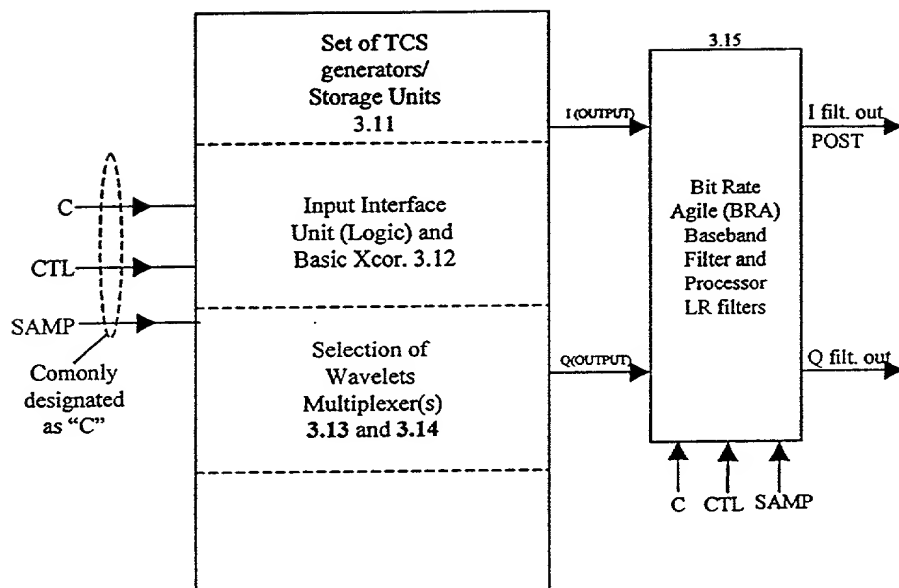 Set of TCS
generators/
Storage Units
3.11
3.15
I (OUTPUT)
I filt. out
POST
C
CTL
SAMP
Input Interface
Unit (Logic) and
Basic Xcor. 3.12
Bit Rate
Agile (BRA)
Baseband
Filter and
Processor
LR filters
Comonly
designated
as “C”
Selection of
Wavelets
Multiplexer(s)
3.13 and 3.14
Q(OUTPUT)
Q filt. out
C CTL SAMP